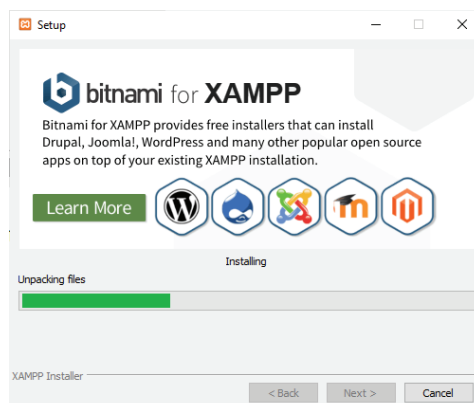 Setup
bitnami for XAMPP
Bitnami for XAMPP provides free installers that can install
Drupal, Joomla!, WordPress and many other popular open source
apps on top of your existing XAMPP installation.
Learn More
Installing
Unpacking files
XAMPP Installer
< Back Next > Cancel